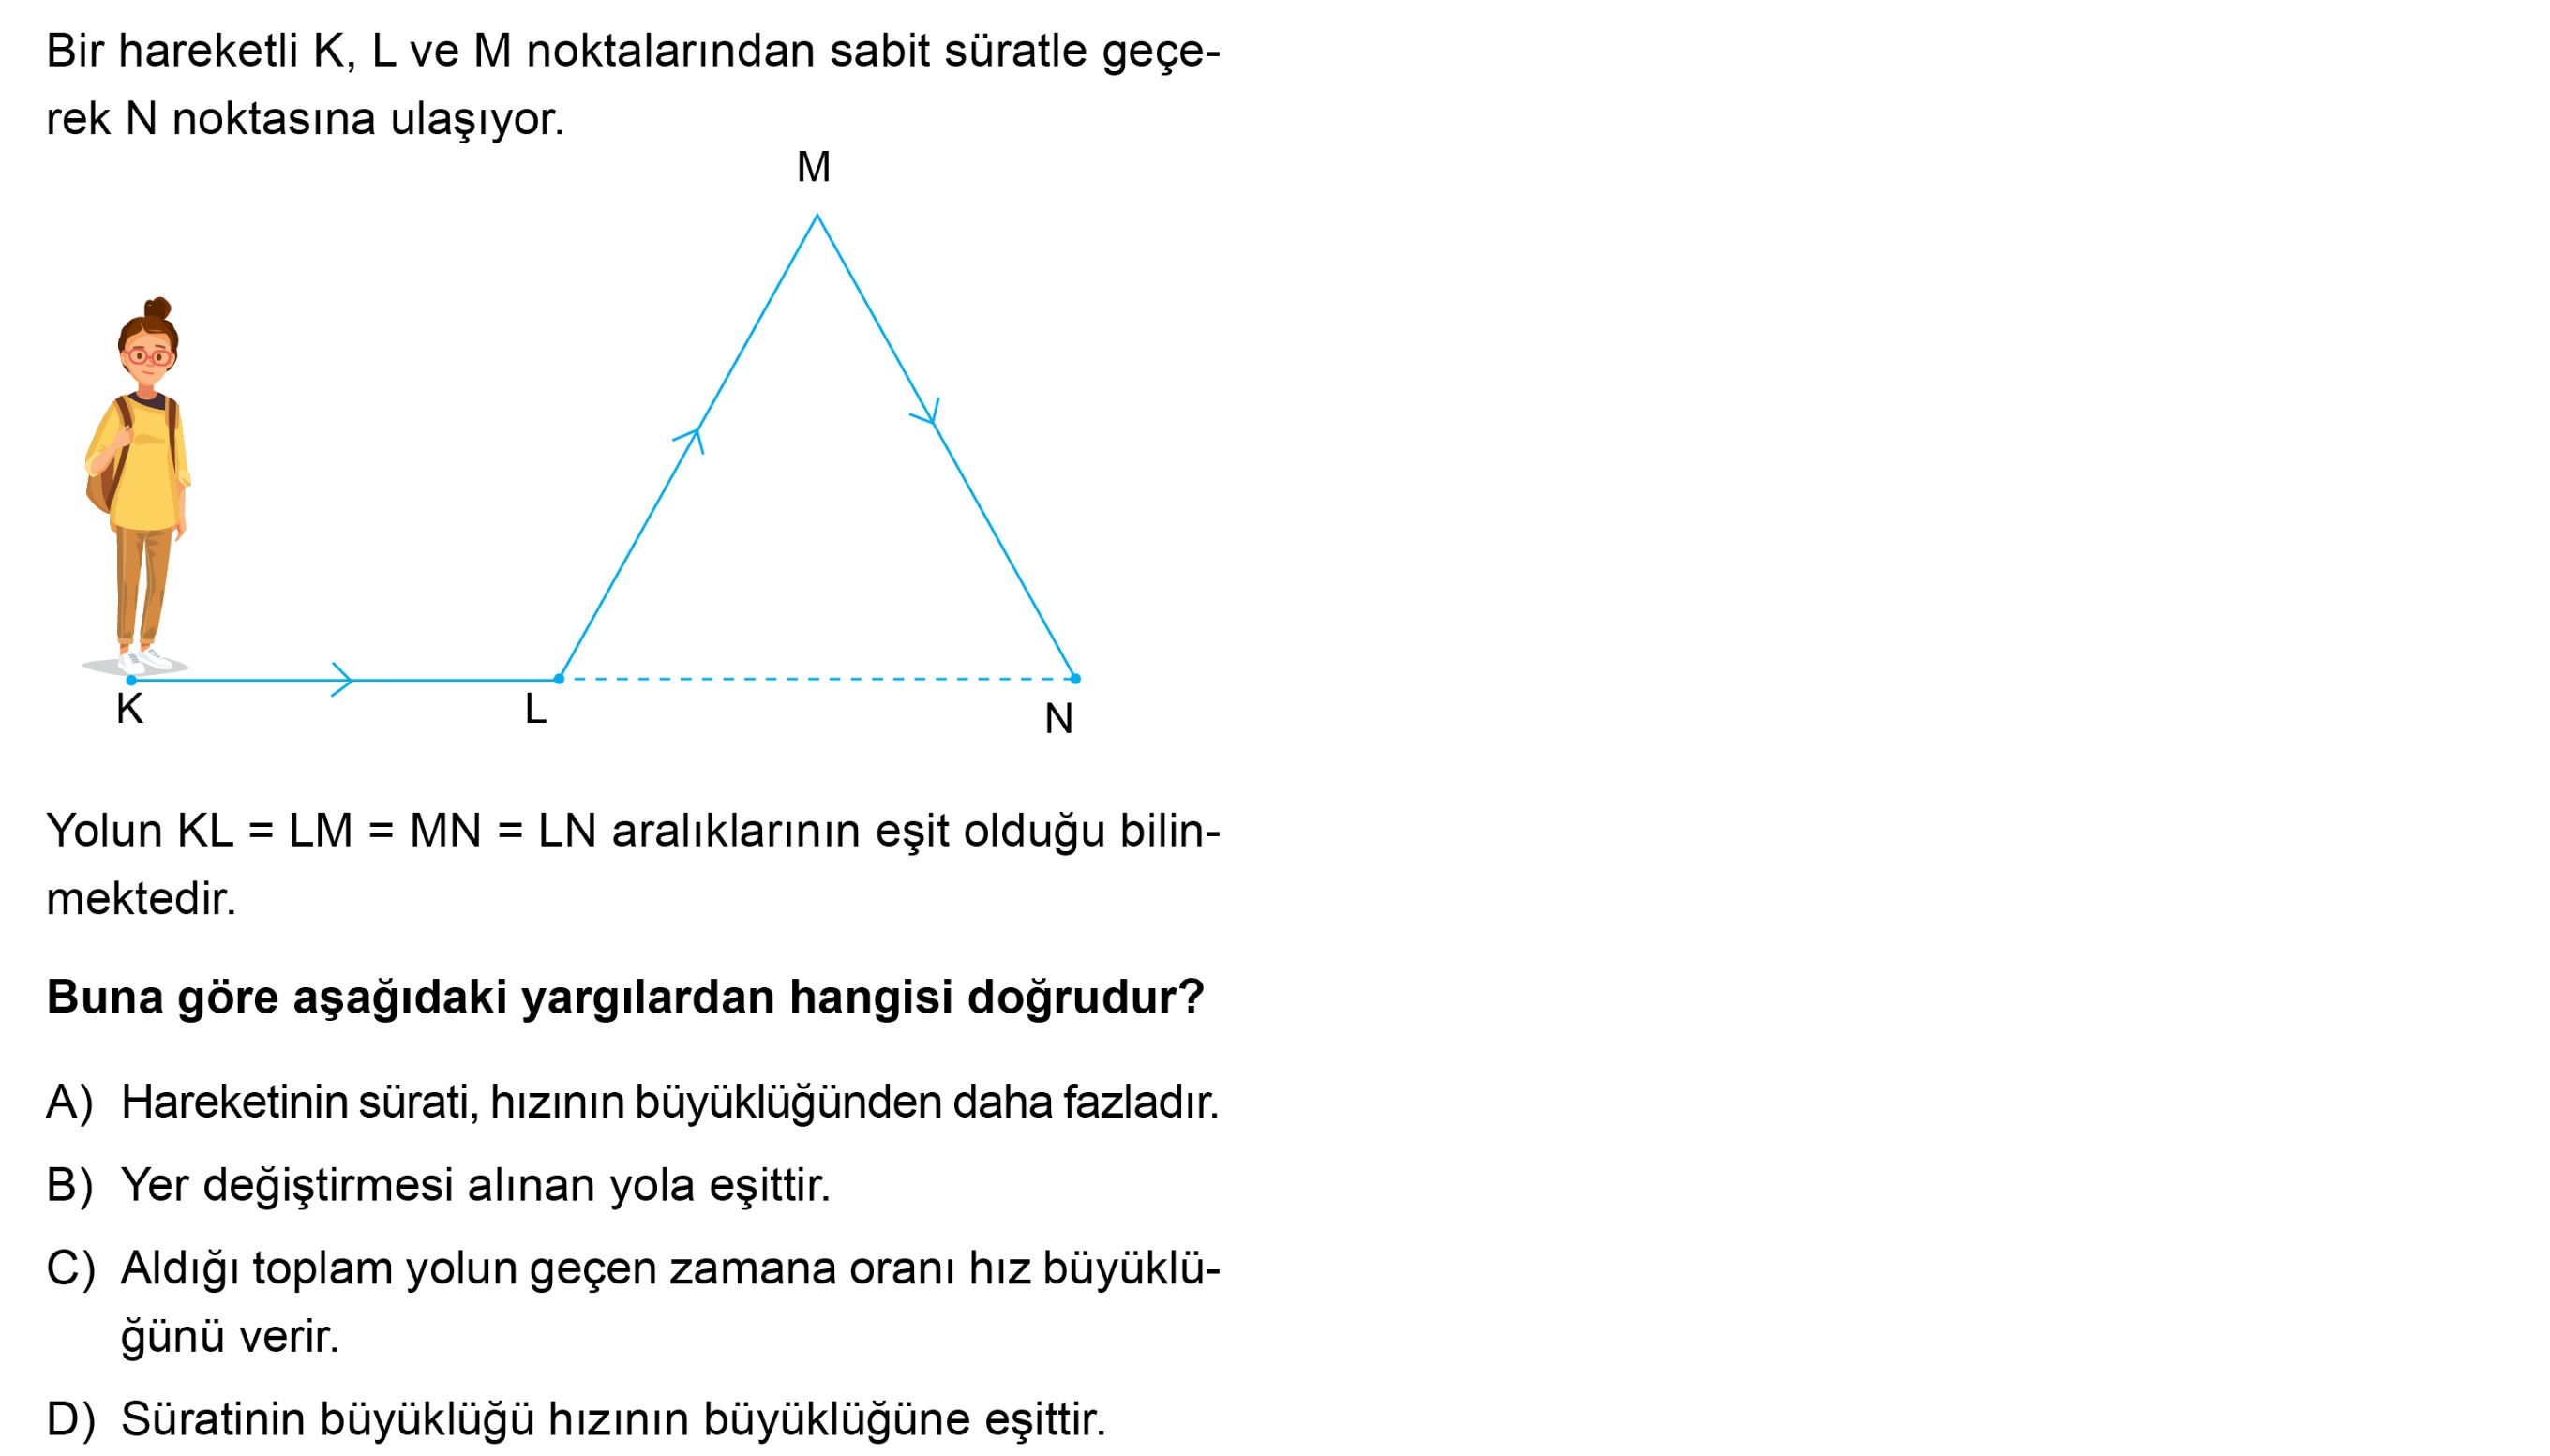 Bir hareketli K, L ve M noktalarından sabit süratle geçe-
rek N noktasına ulaşıyor.
M
K
L
N
Yolun KL = LM = MN = LN aralıklarının eşit olduğu bilin-
mektedir.
Buna göre aşağıdaki yargılardan hangisi doğrudur?
A) Hareketinin sürati, hızının büyüklüğünden daha fazladır.
B) Yer değiştirmesi alınan yola eşittir.
C) Aldığı toplam yolun geçen zamana oranı hız büyüklü-
ğünü verir.
D) Süratinin büyüklüğü hızının büyüklüğüne eşittir.